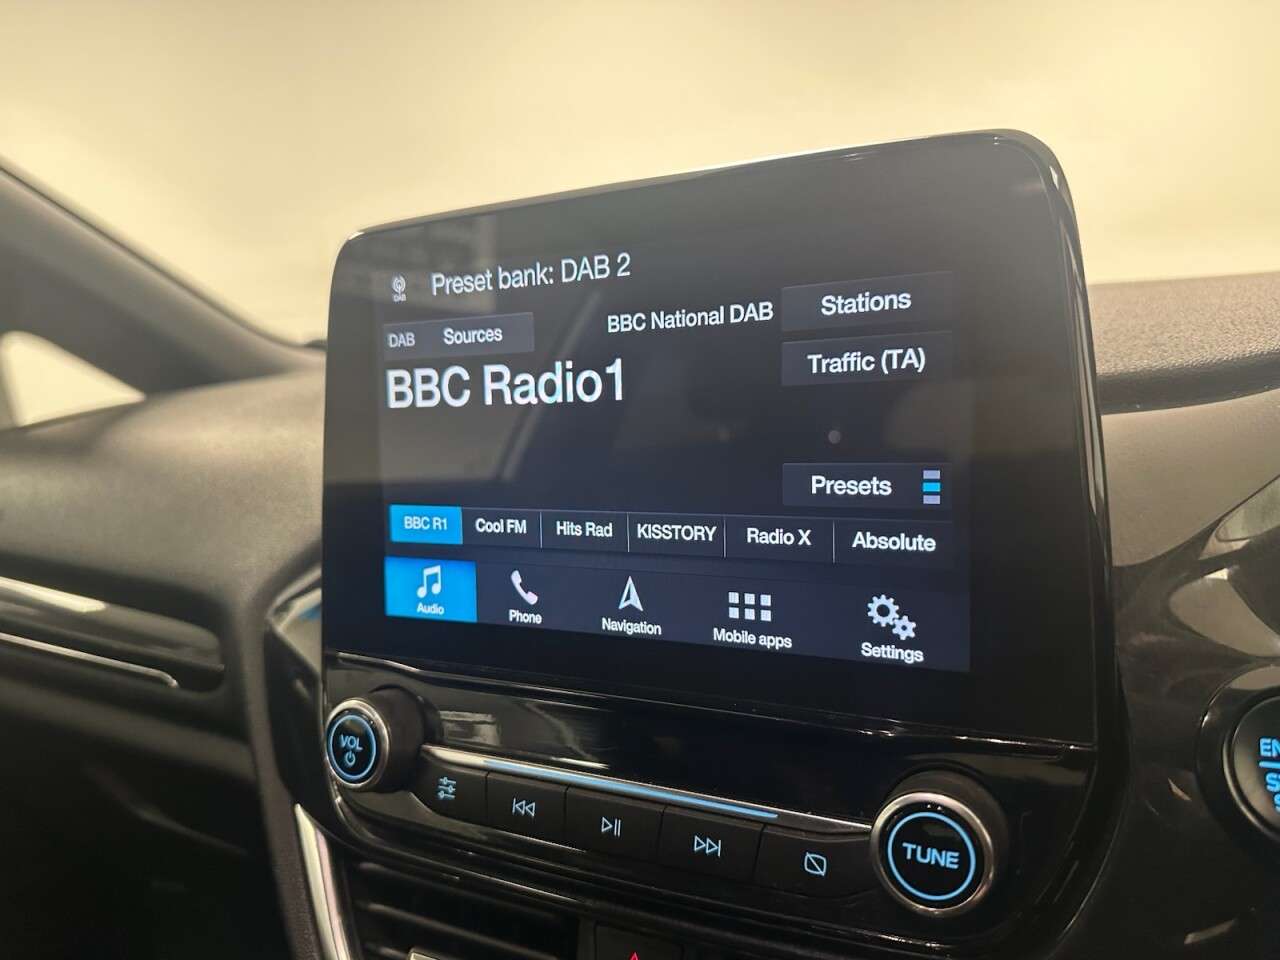 DAB
Preset bank: DAB 2
DAB Sources
BBC National DAB
Stations
BBC Radio1
Traffic (TA)
Presets
BBC R1 Cool FM Hits Rad KISSTORY Radio X Absolute
Audio Phone Navigation Mobile apps Settings
VOL
TUNE